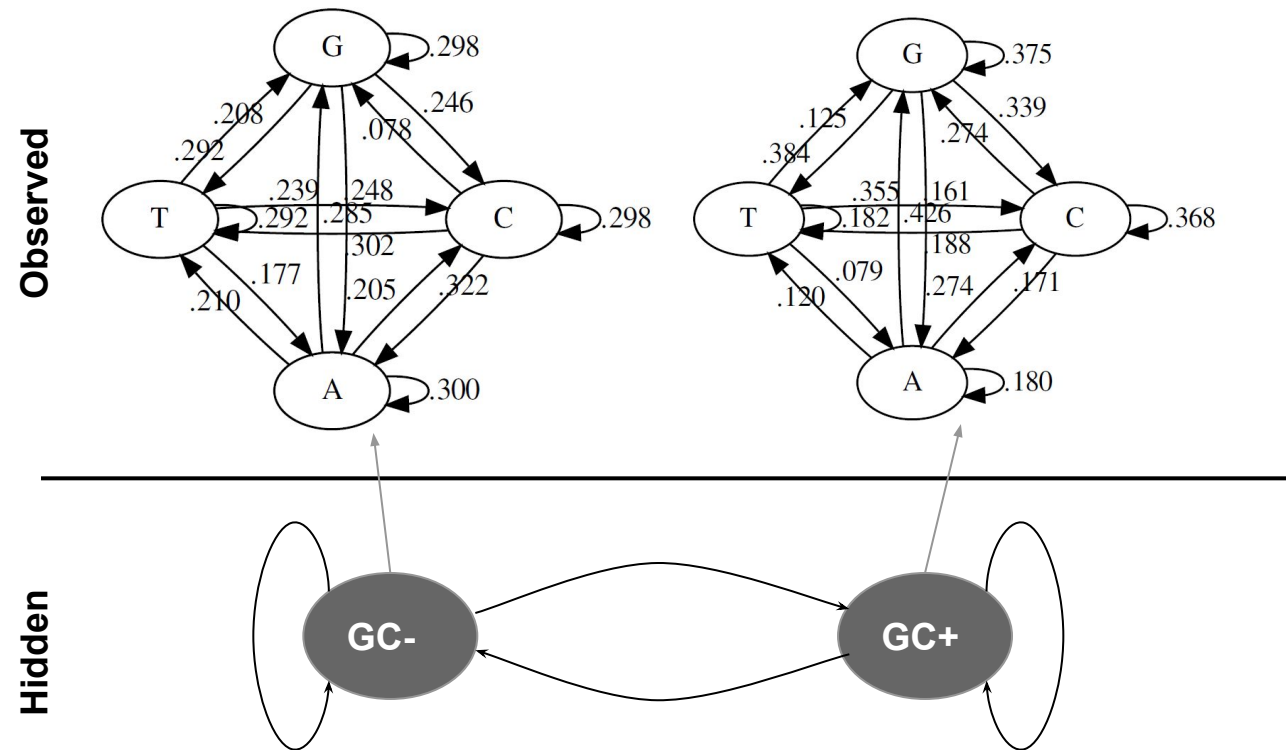 Observed
G
.298
.208
.246
.078
.292
.239
.248
T
.292
.285
C
.298
.302
.177
.205
.322
.210
A
.300
G
.375
.125
.339
.274
.384
.355
.161
T
.182
.426
C
.368
.188
.079
.274
.171
.120
A
.180
Hidden
GC-
GC+